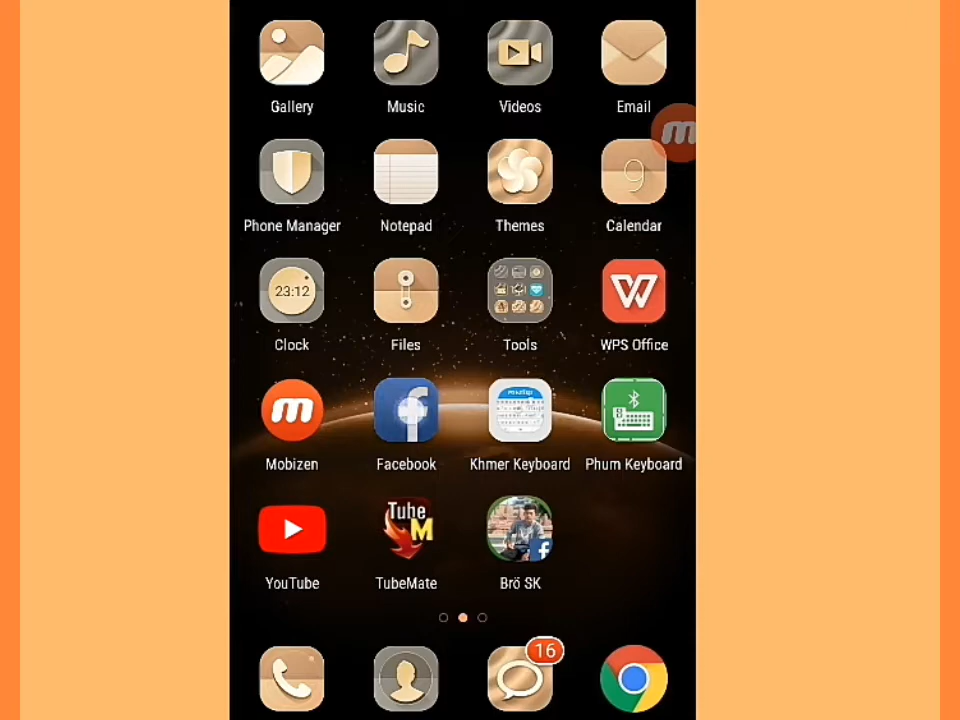 Gallery Music Videos Email
Phone Manager Notepad Themes 9 Calendar
23:12
Clock Files Tools WPS Office
Mobizen Facebook Khmer Keyboard Phum Keyboard
Tube
M
YouTube TubeMate Brö SK
16